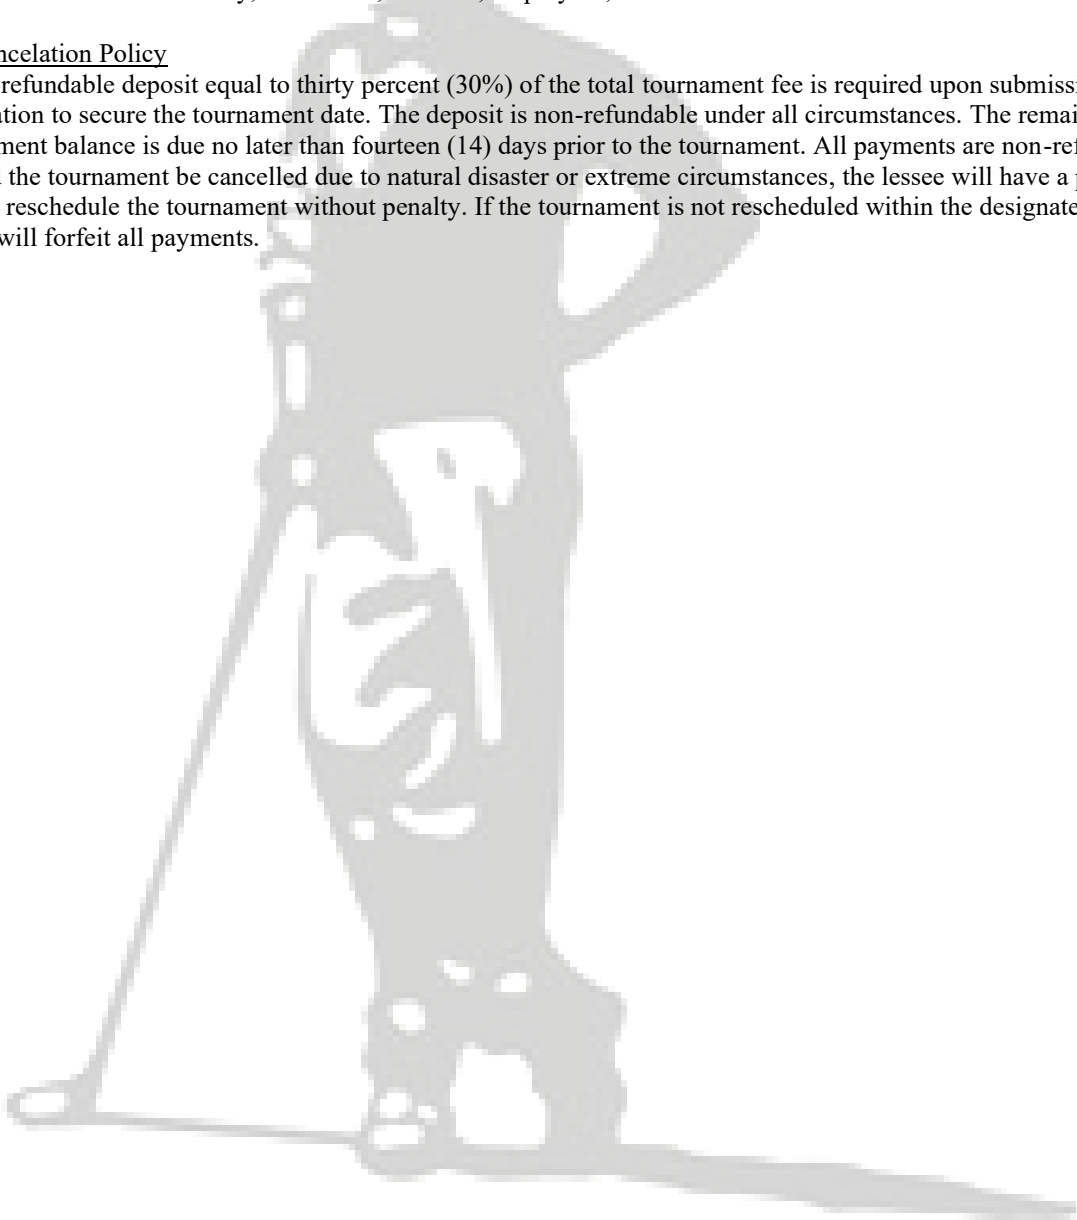 ncelation Policy
refundable deposit equal to thirty percent (30%) of the total tournament fee is required upon submissi
tion to secure the tournament date. The deposit is non-refundable under all circumstances. The remai
ment balance is due no later than fourteen (14) days prior to the tournament. All payments are non-ref
the tournament be cancelled due to natural disaster or extreme circumstances, the lessee will have a
reschedule the tournament without penalty. If the tournament is not rescheduled within the designate
will forfeit all payments.